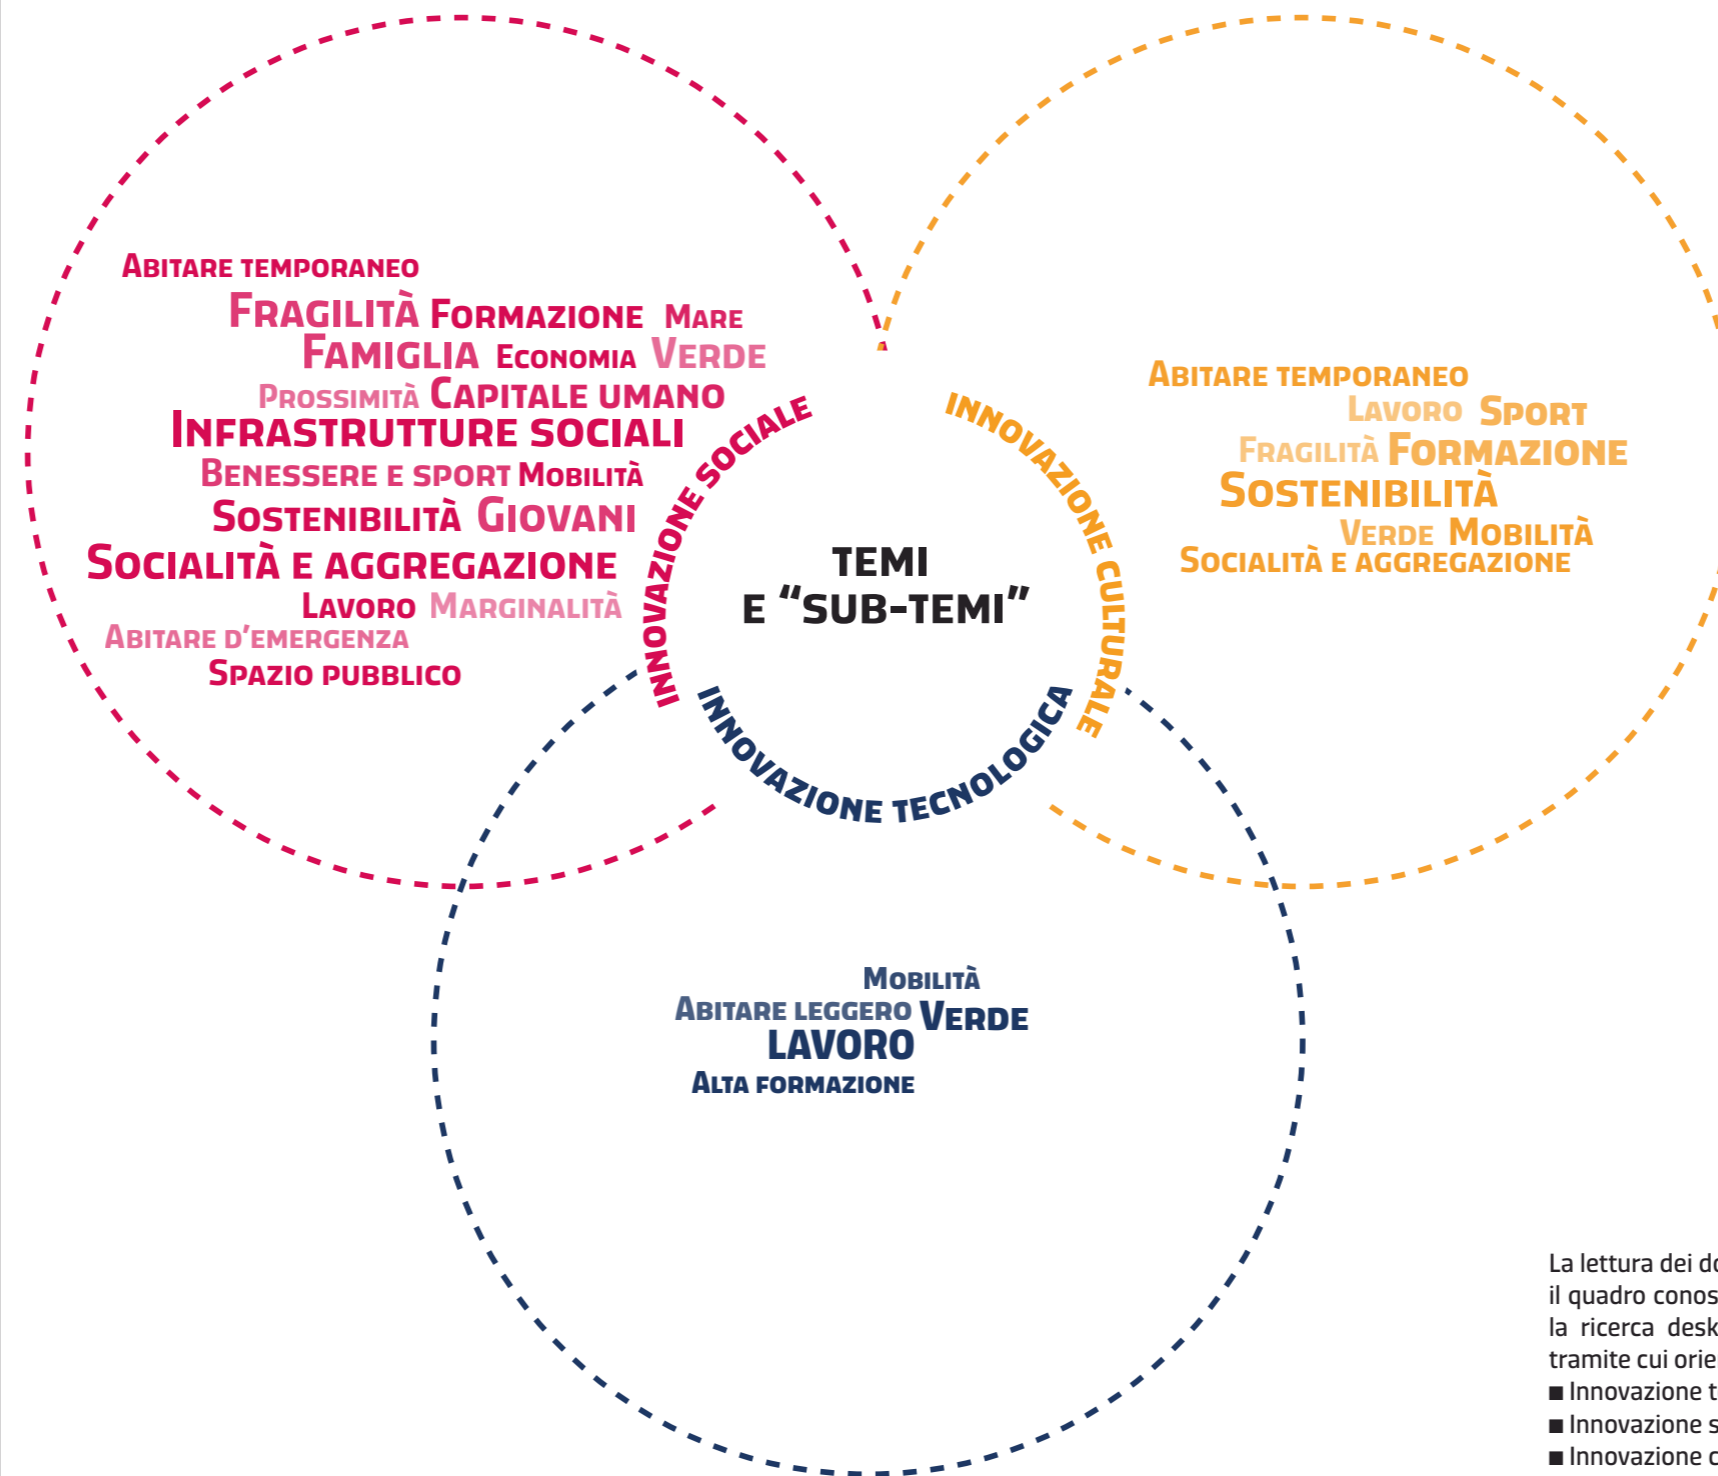 Abitare temporaneo
Fragilità Formazione Mare
Famiglia Economia Verde
Prossimità Capitale umano
Infrastrutture sociali
Benessere e sport Mobilità
Sostenibilità Giovani
Socialità e aggregazione
Lavoro Marginalità
Abitare d'emergenza
Spazio pubblico
INNOVAZIONE SOCIALE
TEMI
E “SUB-TEMI”
INNOVAZIONE CULTURALE
INNOVAZIONE TECNOLOGICA
Abitare temporaneo
Lavoro Sport
Fragilità Formazione
Sostenibilità
Verde Mobilità
Socialità e aggregazione
Mobilità
Abitare leggero Verde
LAVORO
Alta formazione
La lettura dei
il quadro
la ricerca desk
tramite cui
■ Innovazione
■ Innovazione
■ Innovazione